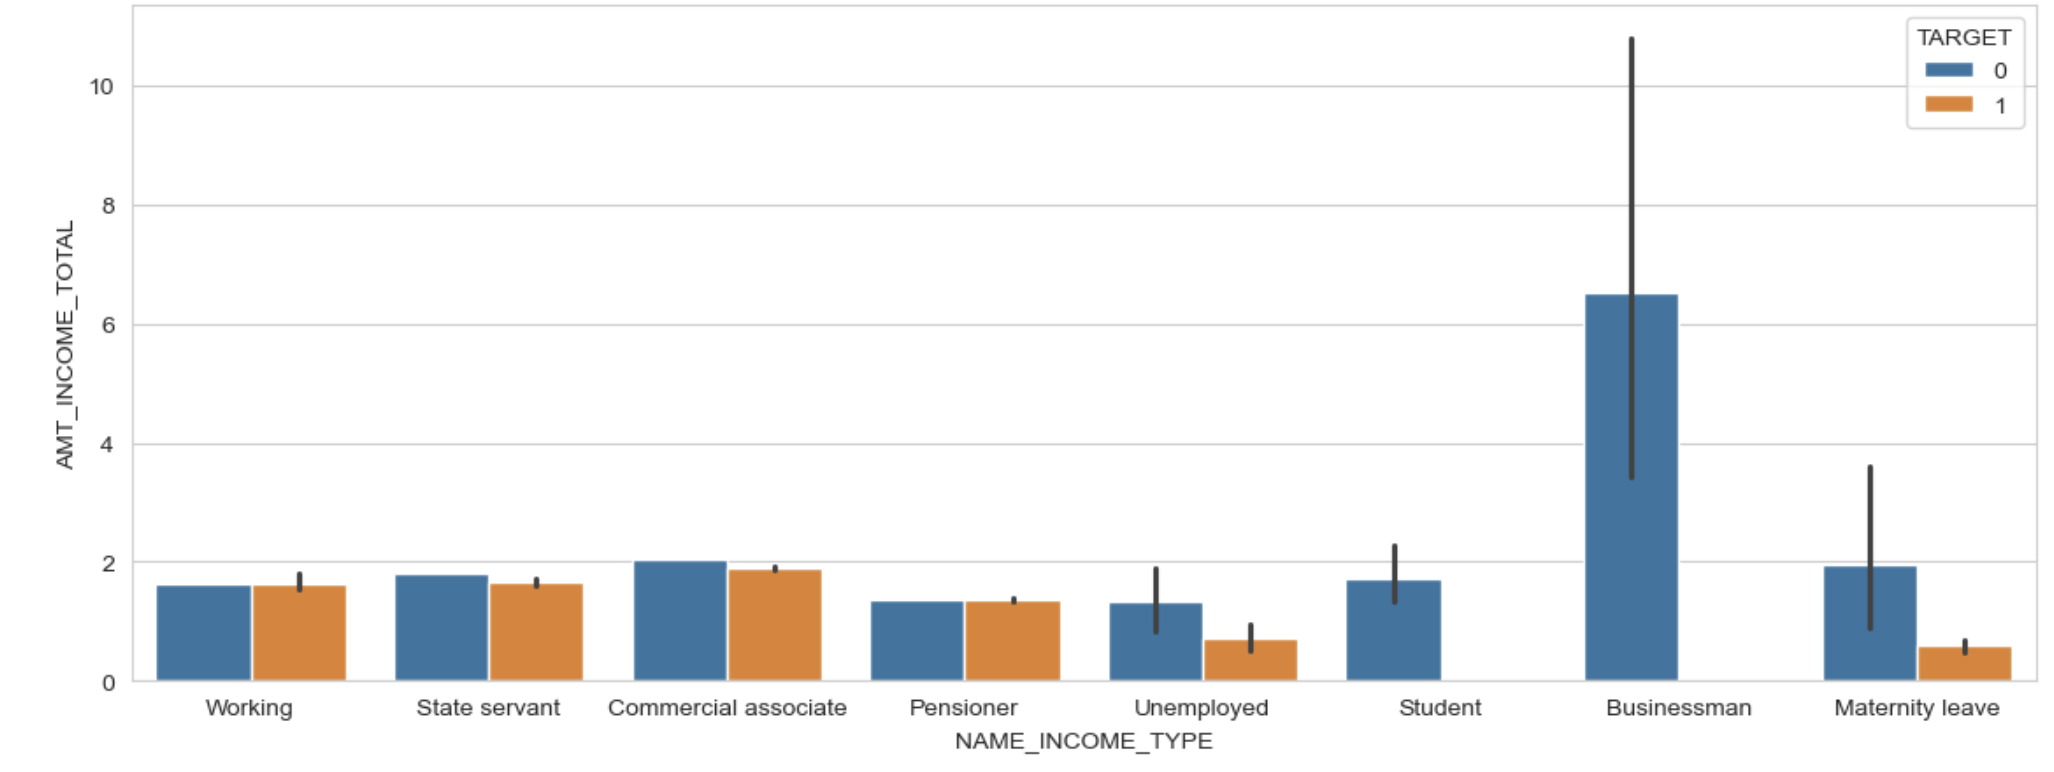 TARGET
0
1
10
8
6
4
2
0
AMT_INCOME_TOTAL
Working State servant Commercial associate Pensioner Unemployed Student Businessman Maternity leave
NAME_INCOME_TYPE